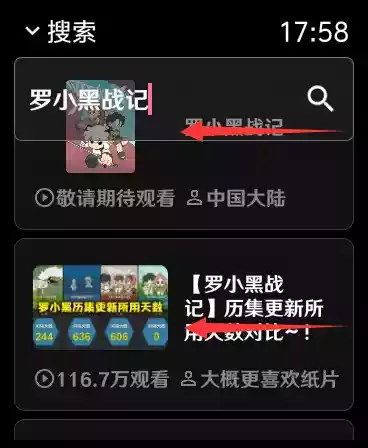 搜索
17:58
罗小黑战记
罗小黑战记
敬请期待观看
中国大陆
罗小黑历集更新所用天数
244
636
606
0
【罗小黑战
记】历集更新所
用天数对比~！
116.7万观看
大概更喜欢纸片